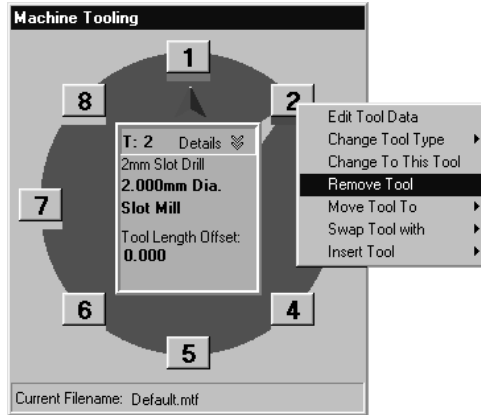 Machine Tooling
1
8
2
T: 2 Details
2mm Slot Drill
2.000mm Dia.
Slot Mill
Tool Length Offset:
0.000
Edit Tool Data
Change Tool Type
Change To This Tool
Remove Tool
Move Tool To
Swap Tool with
Insert Tool
7
6
4
5
Current Filename: Default.mtf